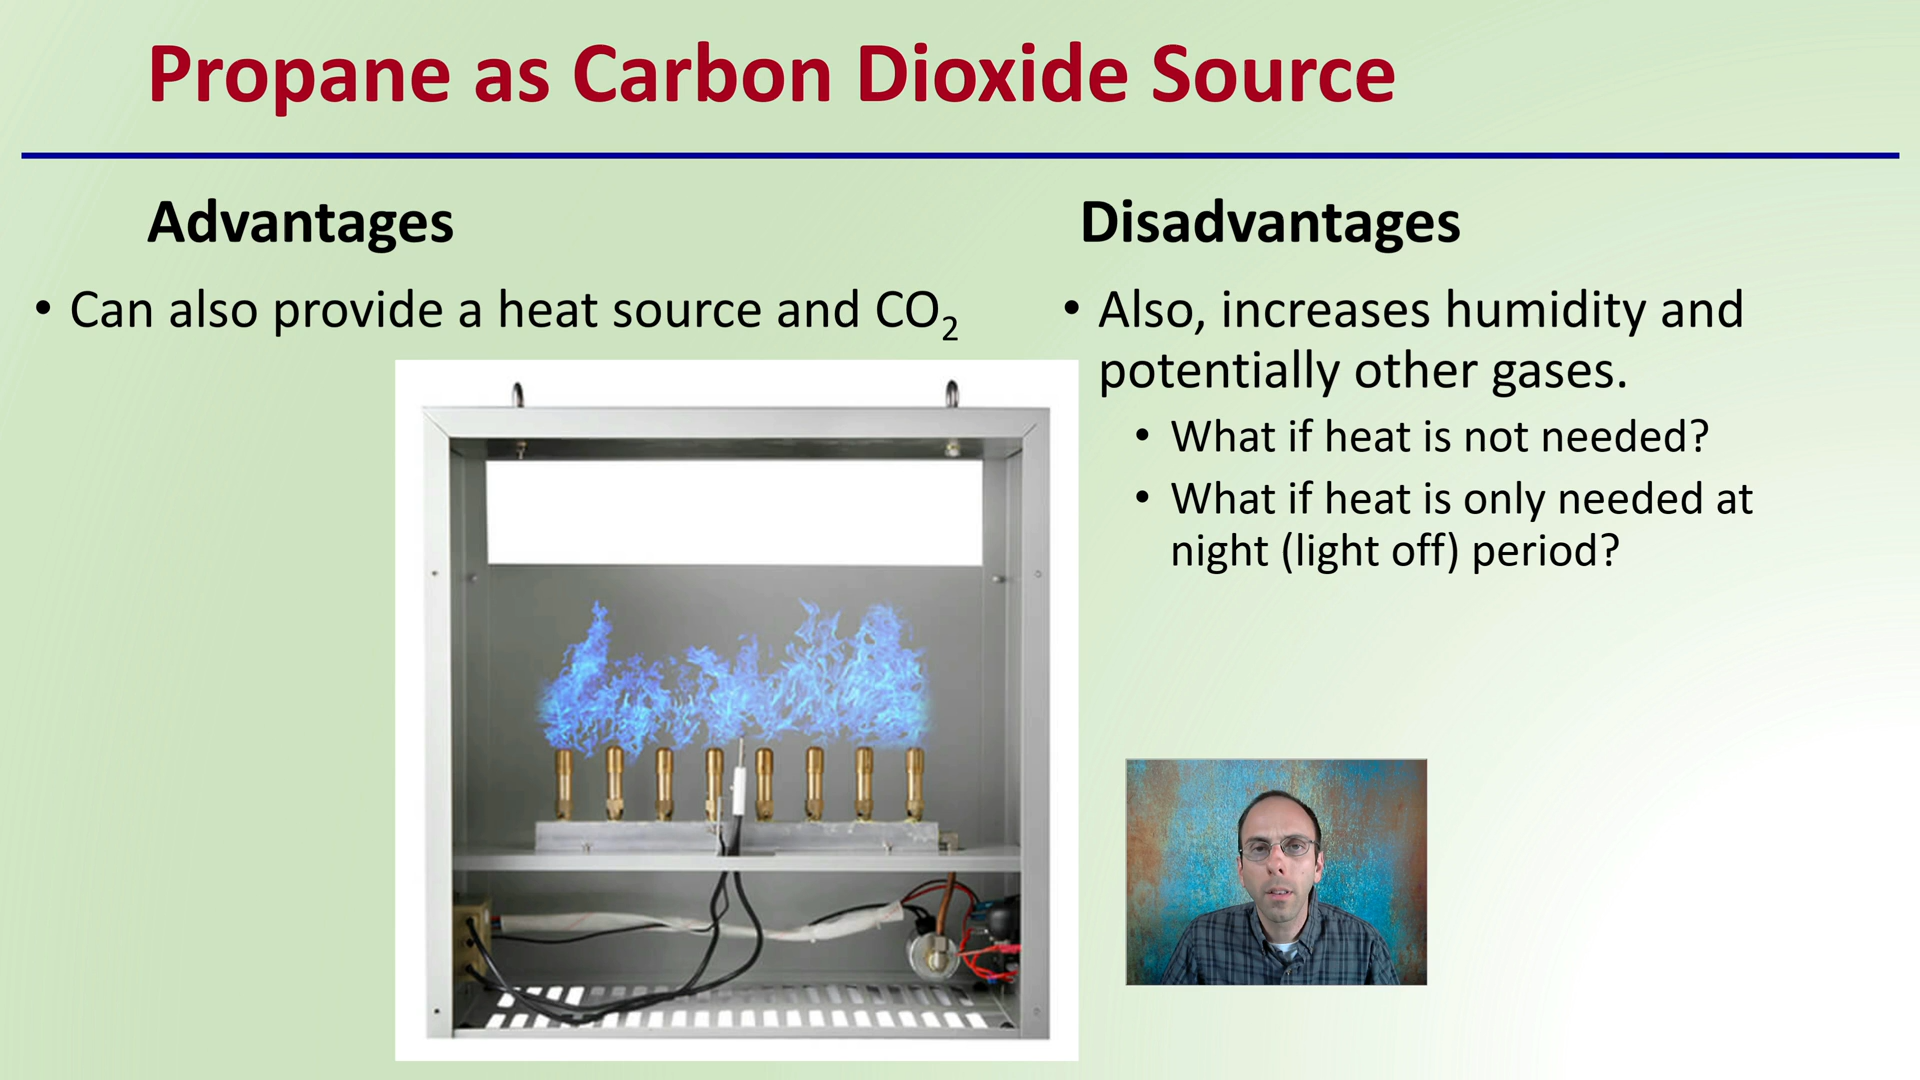 Propane as Carbon Dioxide Source
Advantages
• Can also provide a heat source and CO₂
Disadvantages
• Also, increases humidity and
potentially other gases.
• What if heat is not needed?
• What if heat is only needed at
night (light off) period?